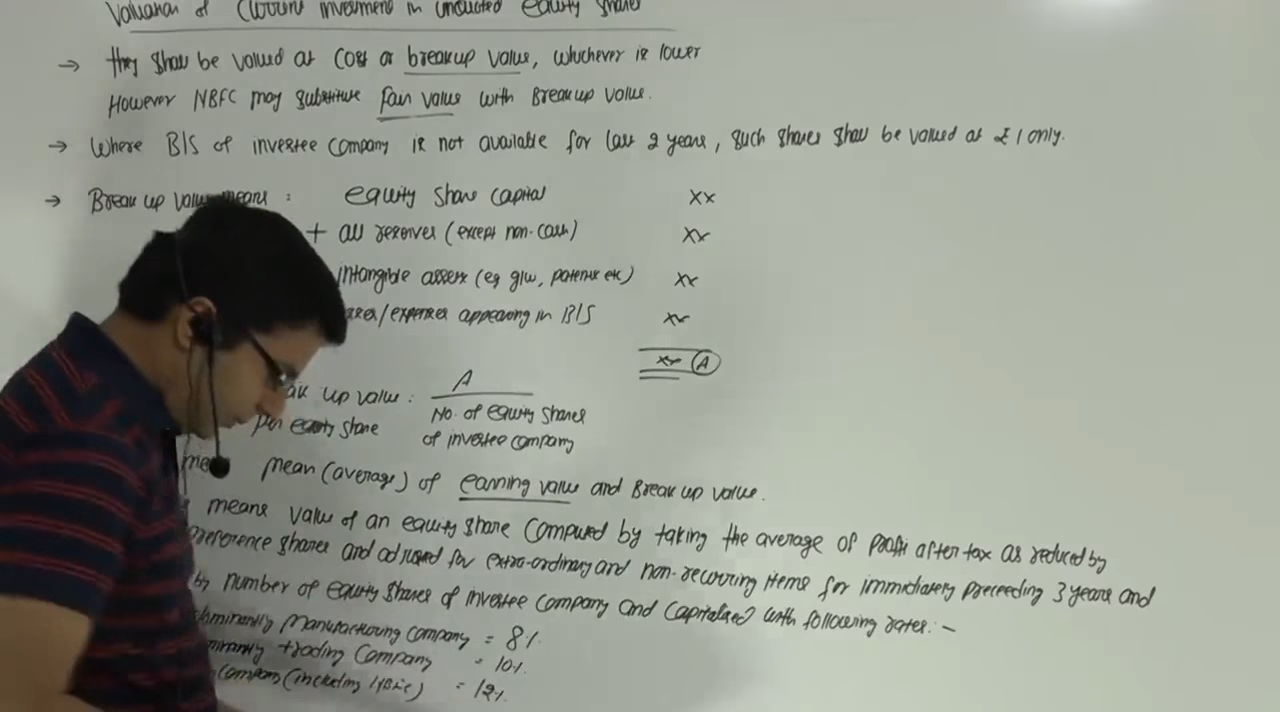 Valuation of Current investment in unquoted equity shares
→ They shall be valued at cost or breakup value, whichever is lower
However NBFC may substitute fair value with Breakup value.
→ Where B/S of investee company is not available for last 2 years, such shares shall be valued at ₹ 1 only.
→ Break up value means : equity share capital xx
+ all reserves (except non-cash) xx
intangible assets (eg g/w, patents etc) xx
/expenses appearing in B/S xx
xx (A)
up value : A
Per equity share No. of equity shares
of investee company
mean (average) of earning value and Break up value.
means value of an equity share computed by taking the average of profit after tax as reduced by
preference shares and adjusted for extra-ordinary and non-recurring items for immediately preceeding 3 years and
by number of equity shares of investee company and capitalised with following rates: –
manufacturing company = 8%
trading company = 10%
company (including NBFC) = 12%